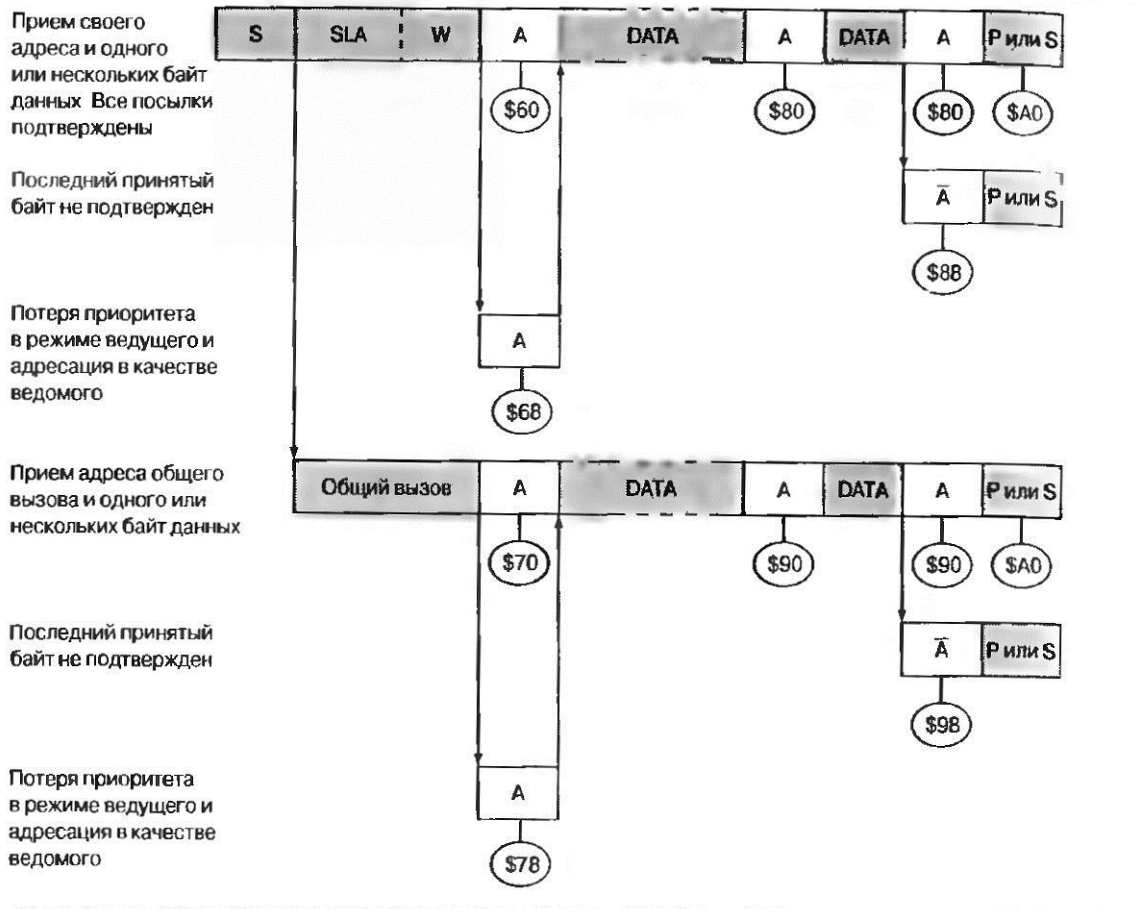 Прием своего
адреса и одного
или нескольких байт
данных Все посылки
подтверждены
S SLA W A DATA A DATA A P или S
$60 $80 $80 $A0
Последний принятый
байт не подтвержден
Ā P или S
$88
Потеря приоритета
в режиме ведущего и
адресация в качестве
ведомого
A
$68
Прием адреса общего
вызова и одного или
нескольких байт данных
Общий вызов A DATA A DATA A P или S
$70 $90 $90 $A0
Последний принятый
байт не подтвержден
Ā P или S
$98
Потеря приоритета
в режиме ведущего и
адресация в качестве
ведомого
A
$78